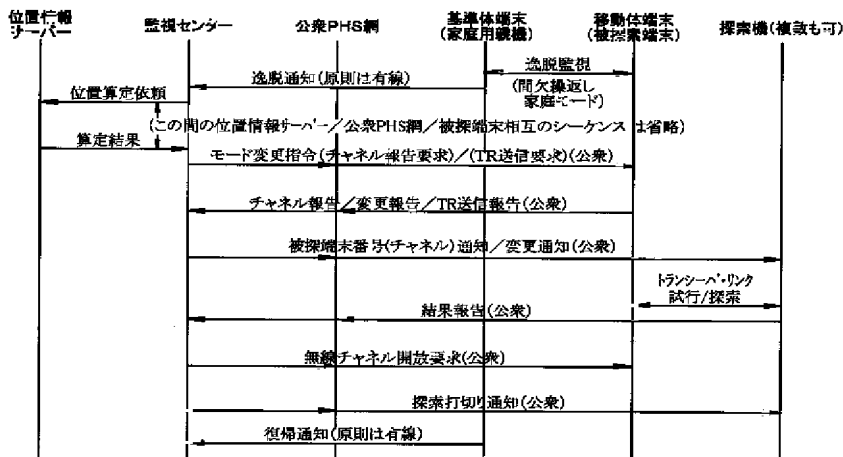 位置情報
サーバー
監視センター
公衆PHS網
基準体端末
(家庭用親機)
移動体端末
(被探索端末)
探索機(複数も可)
逸脱監視
逸脱通知(原則は有線)
(間欠繰返し
家庭モード)
位置算定依頼
(この間の位置情報サーバー/公衆PHS網/被探端末相互のシーケンスは省略)
算定結果
モード変更指令(チャネル報告要求)/(TR送信要求)(公衆)
チャネル報告/変更報告/TR送信報告(公衆)
被探端末番号(チャネル)通知/変更通知(公衆)
トランシーバ・リンク
試行/探索
結果報告(公衆)
無線チャネル開放要求(公衆)
探索打切り通知(公衆)
復帰通知(原則は有線)